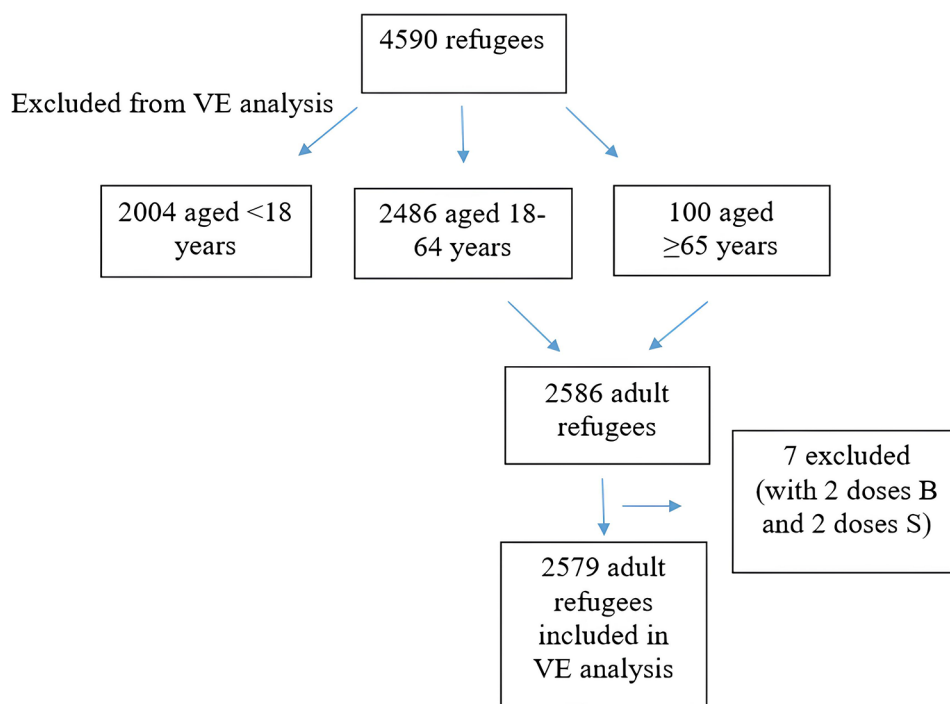 4590 refugees
Excluded from VE analysis
2004 aged <18
years
2486 aged 18-
64 years
100 aged
≥65 years
2586 adult
refugees
7 excluded
(with 2 doses B
and 2 doses S)
2579 adult
refugees
included in
VE analysis